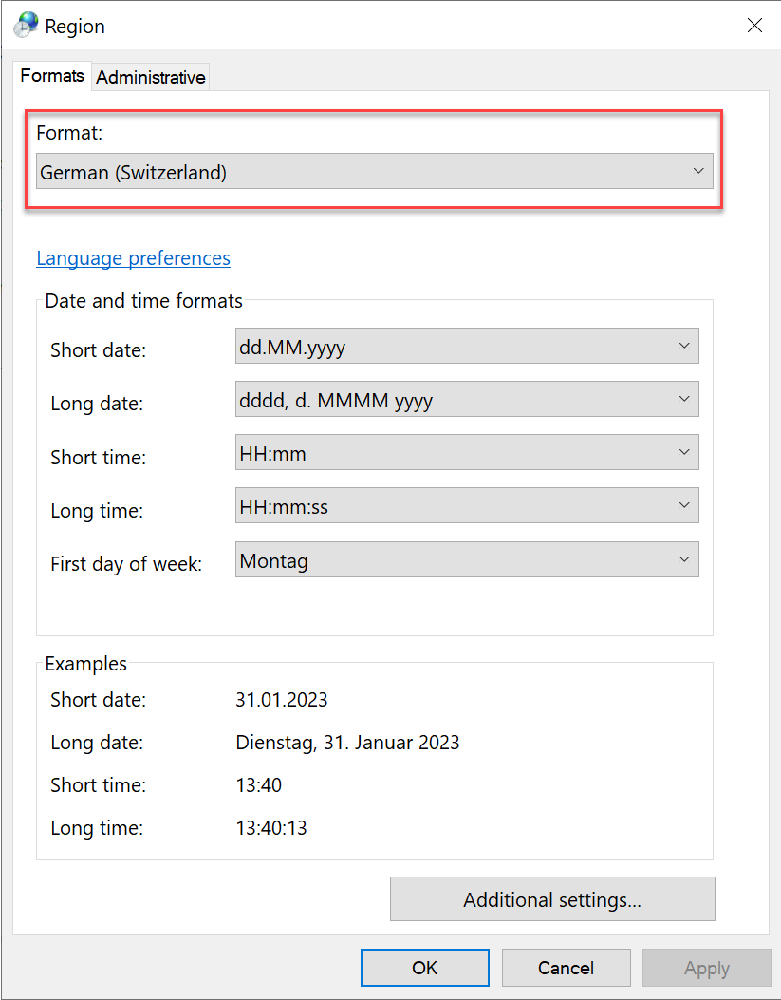 Region
Formats Administrative
Format:
German (Switzerland)
Language preferences
Date and time formats
Short date: dd.MM.yyyy
Long date: dddd, d. MMMM yyyy
Short time: HH:mm
Long time: HH:mm:ss
First day of week: Montag
Examples
Short date: 31.01.2023
Long date: Dienstag, 31. Januar 2023
Short time: 13:40
Long time: 13:40:13
Additional settings...
OK Cancel Apply